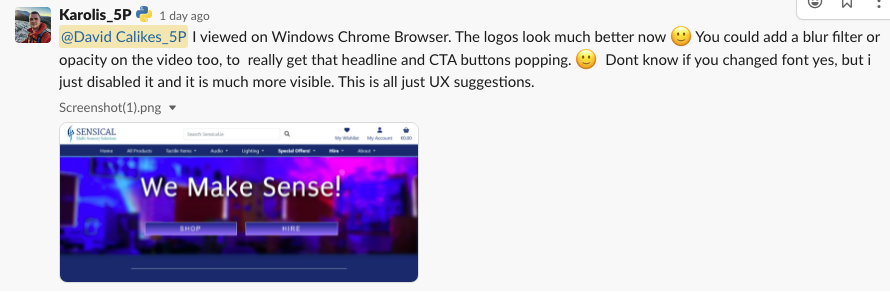 Karolis_5P 1 day ago
@David Calikes_5P I viewed on Windows Chrome Browser. The logos look much better now 🙂 You could add a blur filter or
opacity on the video too, to really get that headline and CTA buttons popping. 🙂 Dont know if you changed font yes, but i
just disabled it and it is much more visible. This is all just UX suggestions.
Screenshot(1).png
SENSICAL
Multi-Sensory Solutions
Search Sensical.ie
My Wishlist My Account €0.00
Home All Products Tactile Items Audio Lighting Special Offers! Hire About
We Make Sense!
SHOP HIRE